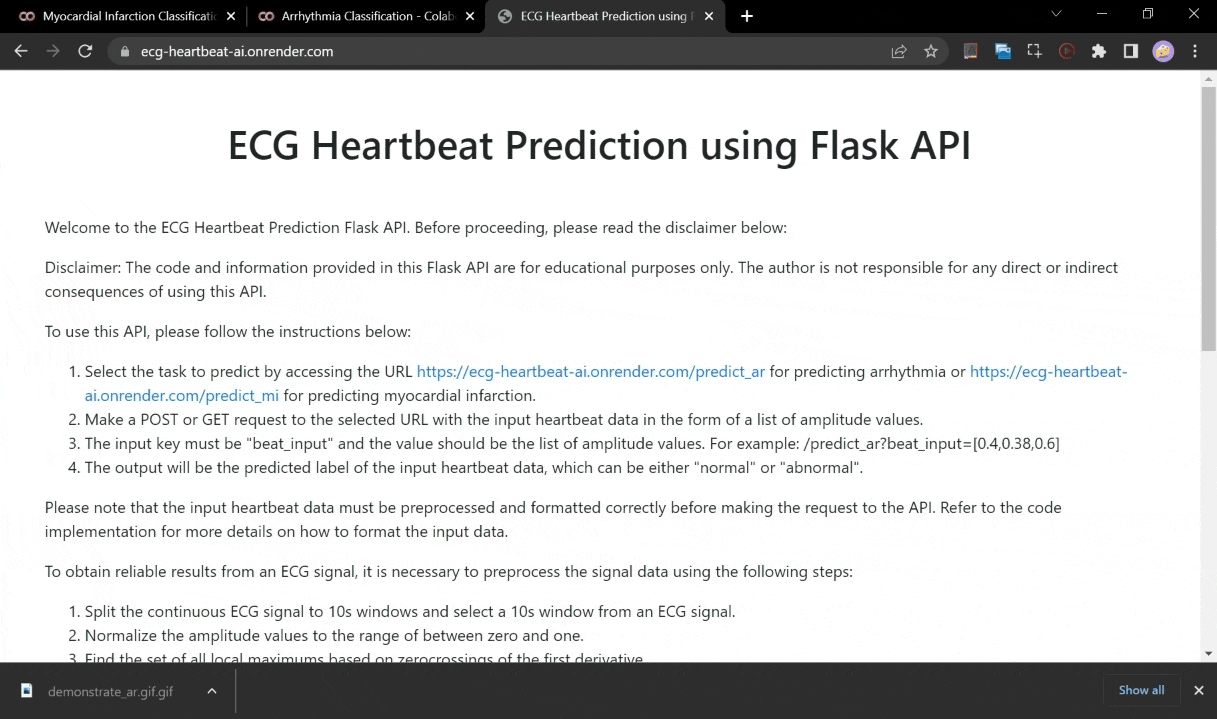 Myocardial Infarction Classificatic
Arrhythmia Classification - Colab
ECG Heartbeat Prediction using F
ecg-heartbeat-ai.onrender.com
ECG Heartbeat Prediction using Flask API
Welcome to the ECG Heartbeat Prediction Flask API. Before proceeding, please read the disclaimer below:
Disclaimer: The code and information provided in this Flask API are for educational purposes only. The author is not responsible for any direct or indirect
consequences of using this API.
To use this API, please follow the instructions below:
1. Select the task to predict by accessing the URL https://ecg-heartbeat-ai.onrender.com/predict_ar for predicting arrhythmia or https://ecg-heartbeat-
ai.onrender.com/predict_mi for predicting myocardial infarction.
2. Make a POST or GET request to the selected URL with the input heartbeat data in the form of a list of amplitude values.
3. The input key must be "beat_input" and the value should be the list of amplitude values. For example: /predict_ar?beat_input=[0.4,0.38,0.6]
4. The output will be the predicted label of the input heartbeat data, which can be either "normal" or "abnormal".
Please note that the input heartbeat data must be preprocessed and formatted correctly before making the request to the API. Refer to the code
implementation for more details on how to format the input data.
To obtain reliable results from an ECG signal, it is necessary to preprocess the signal data using the following steps:
1. Split the continuous ECG signal to 10s windows and select a 10s window from an ECG signal.
2. Normalize the amplitude values to the range of between zero and one.
3. Find the set of all local maximums based on zerocrossings of the first derivative
demonstrate_ar.gif.gif
Show all